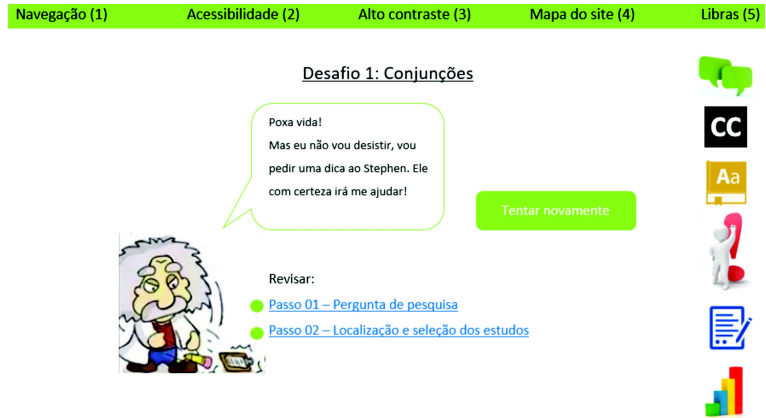 Navegação (1) Acessibilidade (2) Alto contraste (3) Mapa do site (4) Libras (5)
Desafio 1: Conjunções
Poxa vida!
Mas eu não vou desistir, vou
pedir uma dica ao Stephen. Ele
com certeza irá me ajudar!
CC
Aa
Tentar novamente
Revisar:
Passo 01 – Pergunta de pesquisa
Passo 02 – Localização e seleção dos estudos